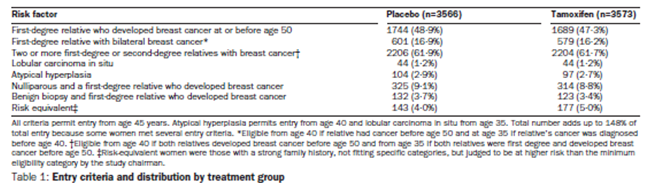 Risk factor Placebo (n=3566) Tamoxifen (n=3573)
First-degree relative who developed breast cancer at or before age 50 1744 (48·9%) 1689 (47·3%)
First-degree relative with bilateral breast cancer* 601 (16·9%) 579 (16·2%)
Two or more first-degree or second-degree relatives with breast cancer† 2206 (61·9%) 2204 (61·7%)
Lobular carcinoma in situ 44 (1·2%) 44 (1·2%)
Atypical hyperplasia 104 (2·9%) 97 (2·7%)
Nulliparous and a first-degree relative who developed breast cancer 325 (9·1%) 314 (8·8%)
Benign biopsy and first-degree relative who developed breast cancer 132 (3·7%) 123 (3·4%)
Risk equivalent‡ 143 (4·0%) 177 (5·0%)
All criteria permit entry from age 45 years. Atypical hyperplasia permits entry from age 40 and lobular carcinoma in situ from age 35. Total number adds up to 148% of
total entry because some women met several entry criteria. *Eligible from age 40 if relative had cancer before age 50 and at age 35 if relative's cancer was diagnosed
before age 40. †Eligible from age 40 if both relatives developed breast cancer before age 50 and from age 35 if both relatives were first degree and developed breast
cancer before age 50. ‡Risk-equivalent women were those with a strong family history, not fitting specific categories, but judged to be at higher risk than the minimum
eligibility category by the study chairman.
Table 1: Entry criteria and distribution by treatment group